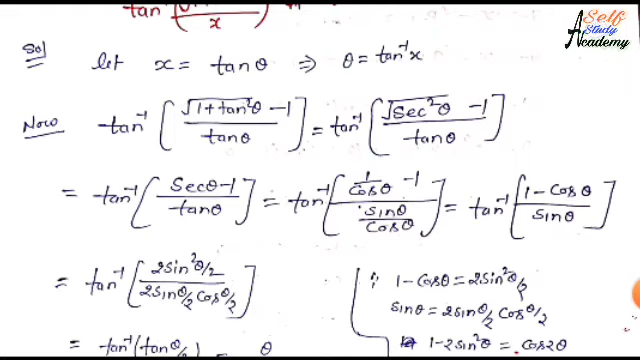 tan⁻¹( x )
Self Study Academy
Sol let x = tanθ ⇒ θ = tan⁻¹x
Now tan⁻¹[(√(1+tan²θ) -1)/tanθ] = tan⁻¹[(√(sec²θ) -1)/tanθ]
= tan⁻¹[(secθ-1)/tanθ] = tan⁻¹[(1/cosθ -1)/(sinθ/cosθ)] = tan⁻¹[(1-cosθ)/sinθ]
= tan⁻¹[(2sin²θ/2)/(2sinθ/2 cosθ/2)]
∵ 1-cosθ = 2sin²θ/2
sinθ = 2sinθ/2 cosθ/2
1-2sin²θ = cos2θ
= tan⁻¹(tanθ/2) = θ